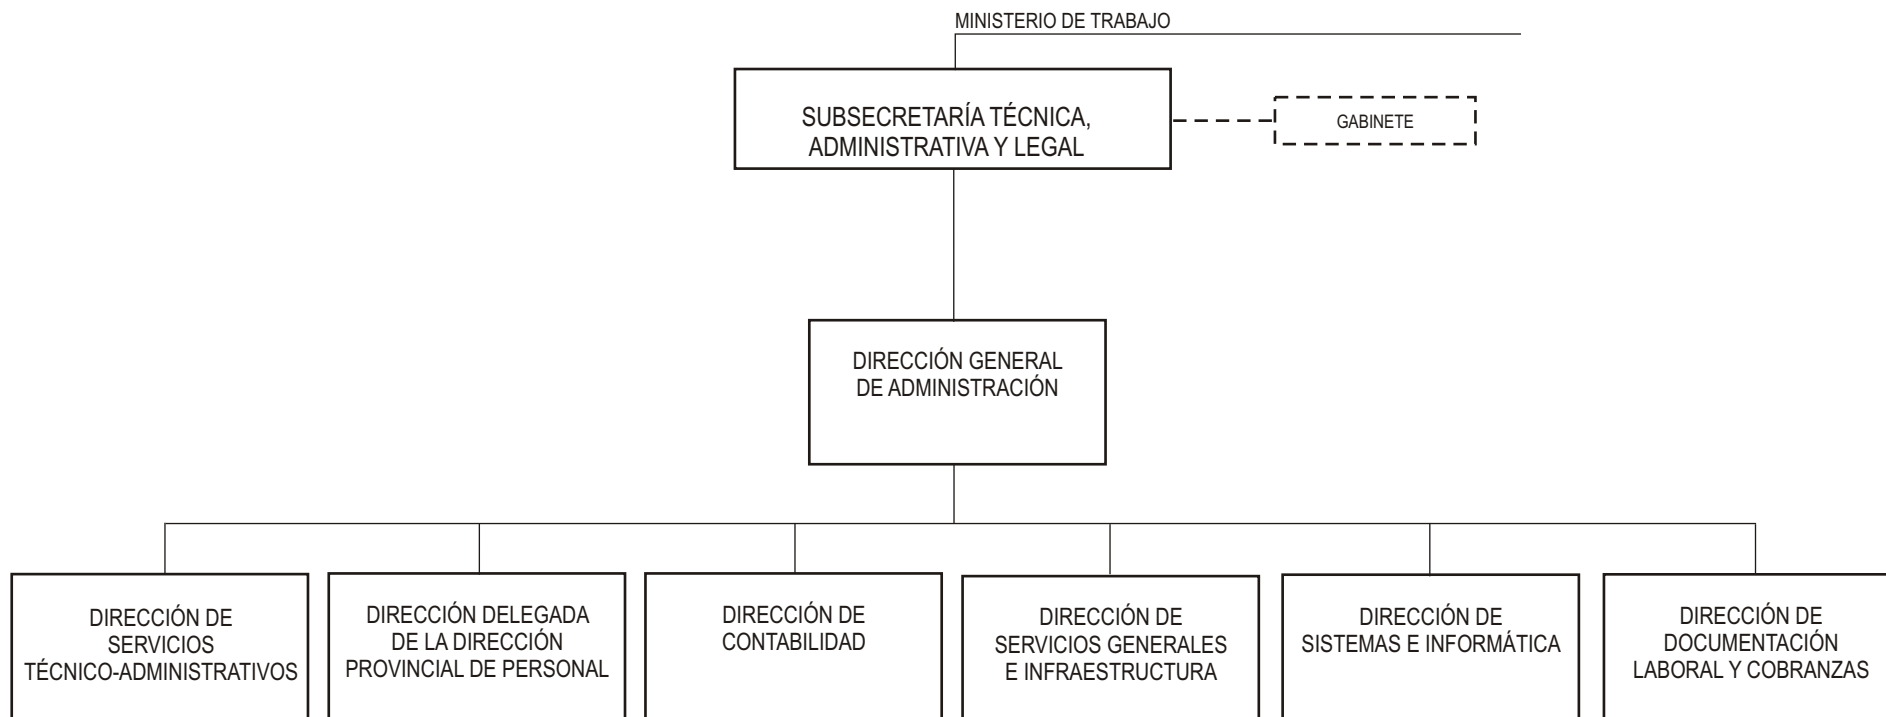 MINISTERIO DE TRABAJO
SUBSECRETARÍA TÉCNICA,
ADMINISTRATIVA Y LEGAL
GABINETE
DIRECCIÓN GENERAL
DE ADMINISTRACIÓN
DIRECCIÓN DE
SERVICIOS
TÉCNICO-ADMINISTRATIVOS
DIRECCIÓN DELEGADA
DE LA DIRECCIÓN
PROVINCIAL DE PERSONAL
DIRECCIÓN DE
CONTABILIDAD
DIRECCIÓN DE
SERVICIOS GENERALES
E INFRAESTRUCTURA
DIRECCIÓN DE
SISTEMAS E INFORMÁTICA
DIRECCIÓN DE
DOCUMENTACIÓN
LABORAL Y COBRANZAS